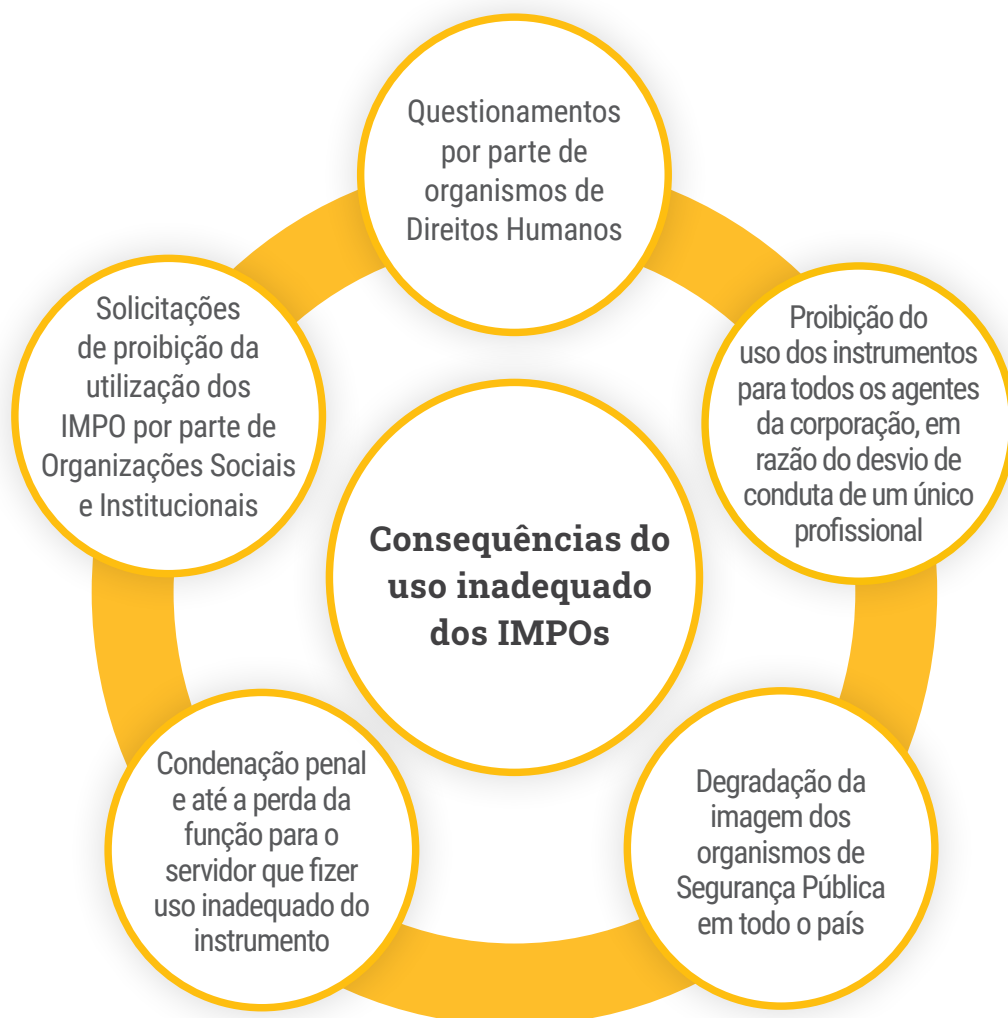 Questionamentos
por parte de
organismos de
Direitos Humanos
Proibição do
uso dos instrumentos
para todos os agentes
da corporação, em
razão do desvio de
conduta de um único
profissional
Degradação da
imagem dos
organismos de
Segurança Pública
em todo o país
Condenação penal
e até a perda da
função para o
servidor que fizer
uso inadequado do
instrumento
Solicitações
de proibição da
utilização dos
IMPO por parte de
Organizações Sociais
e Institucionais
Consequências do
uso inadequado
dos IMPOs